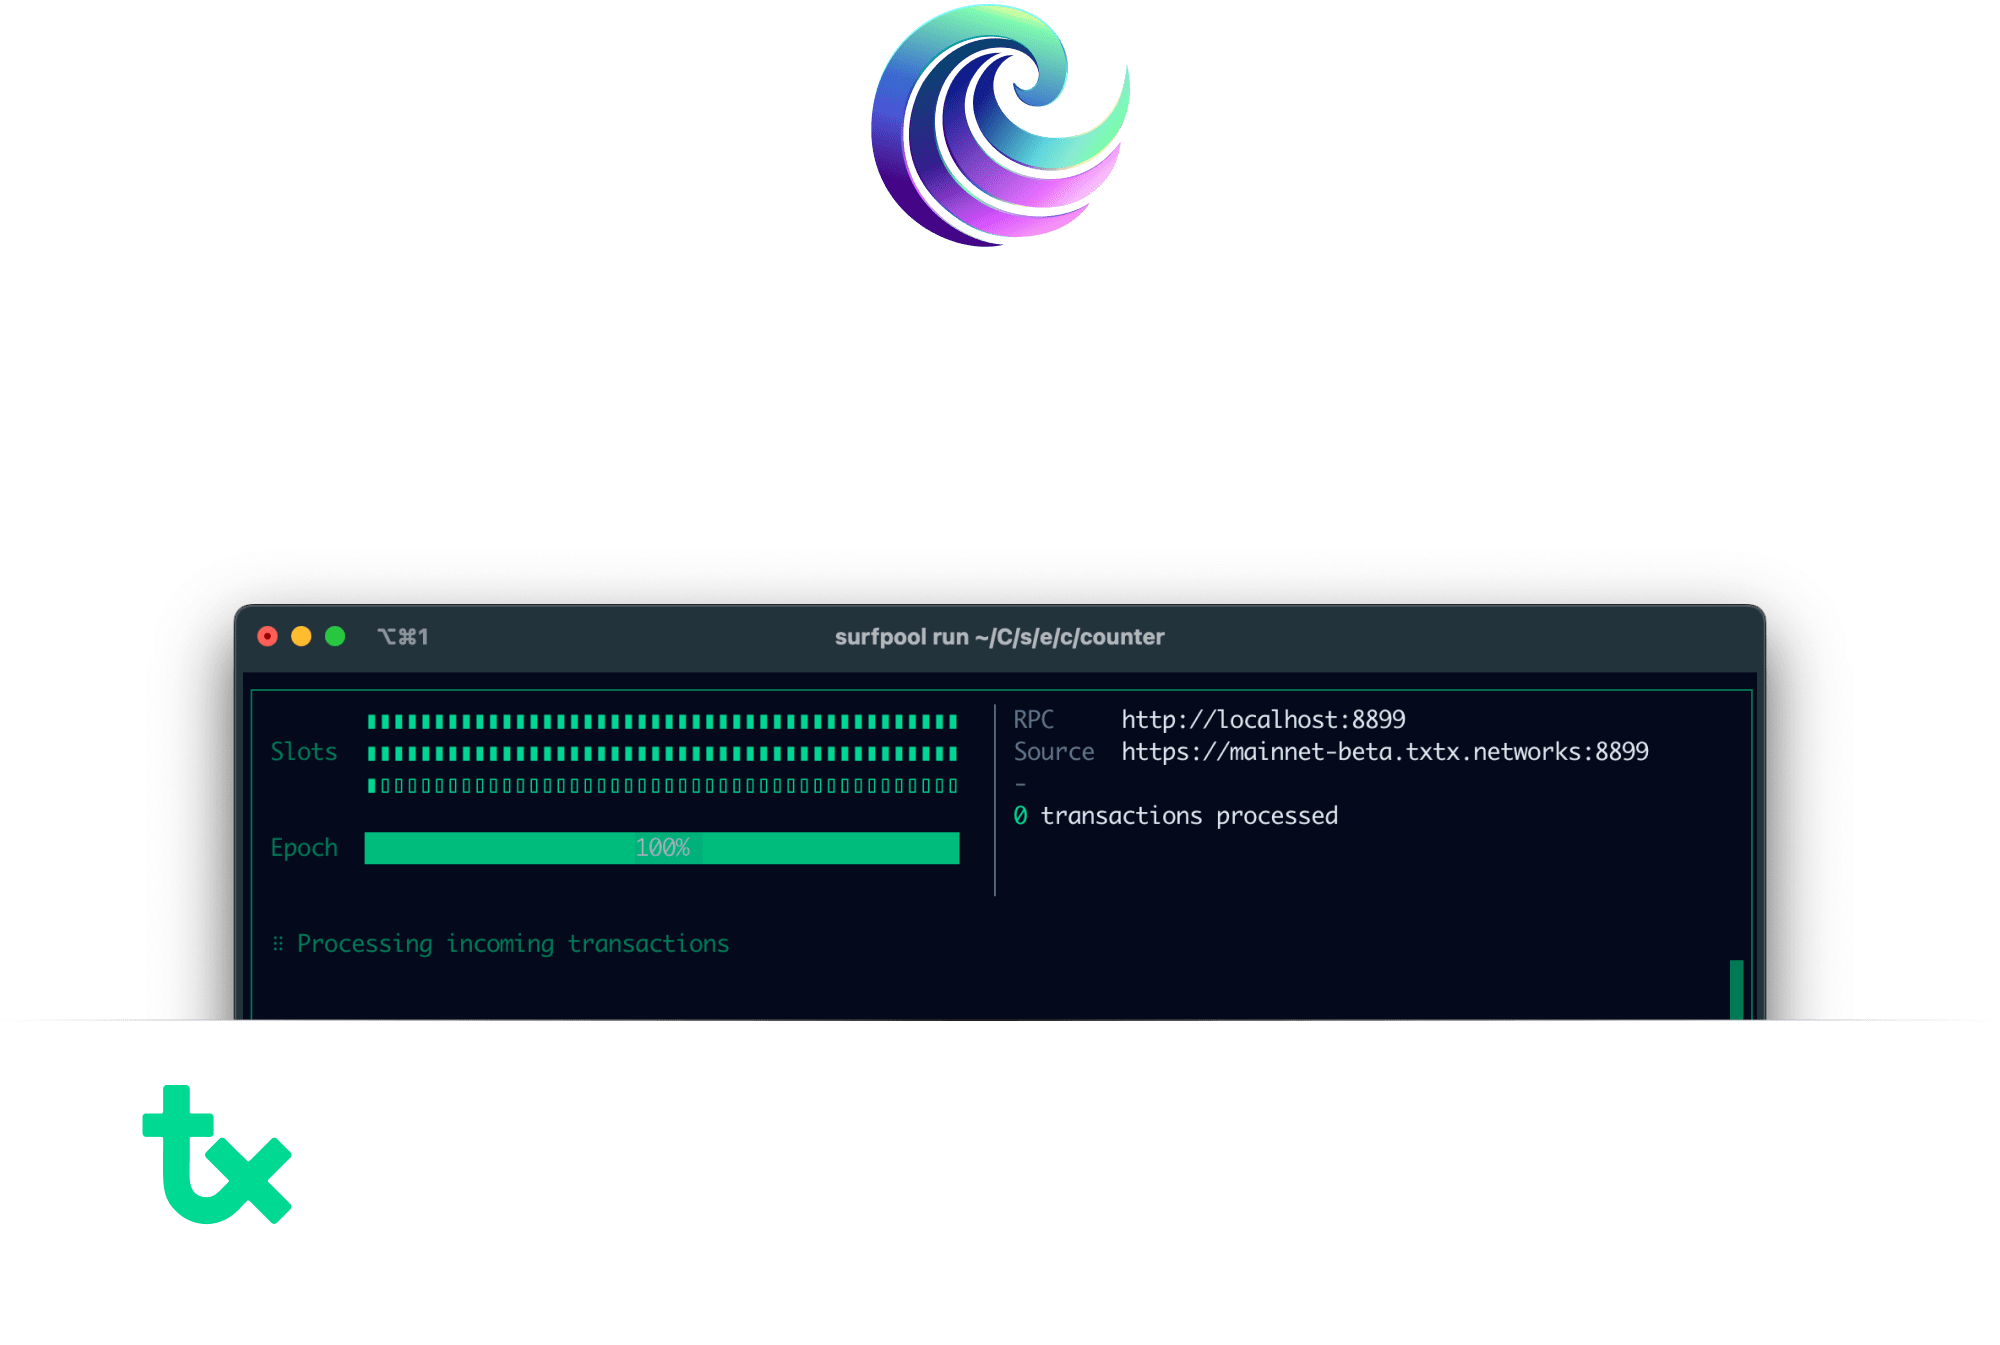 ⌥⌘1
surfpool run ~/C/s/e/c/counter
Slots
Epoch 100%
RPC http://localhost:8899
Source https://mainnet-beta.txtx.networks:8899
-
0 transactions processed
Processing incoming transactions
tx